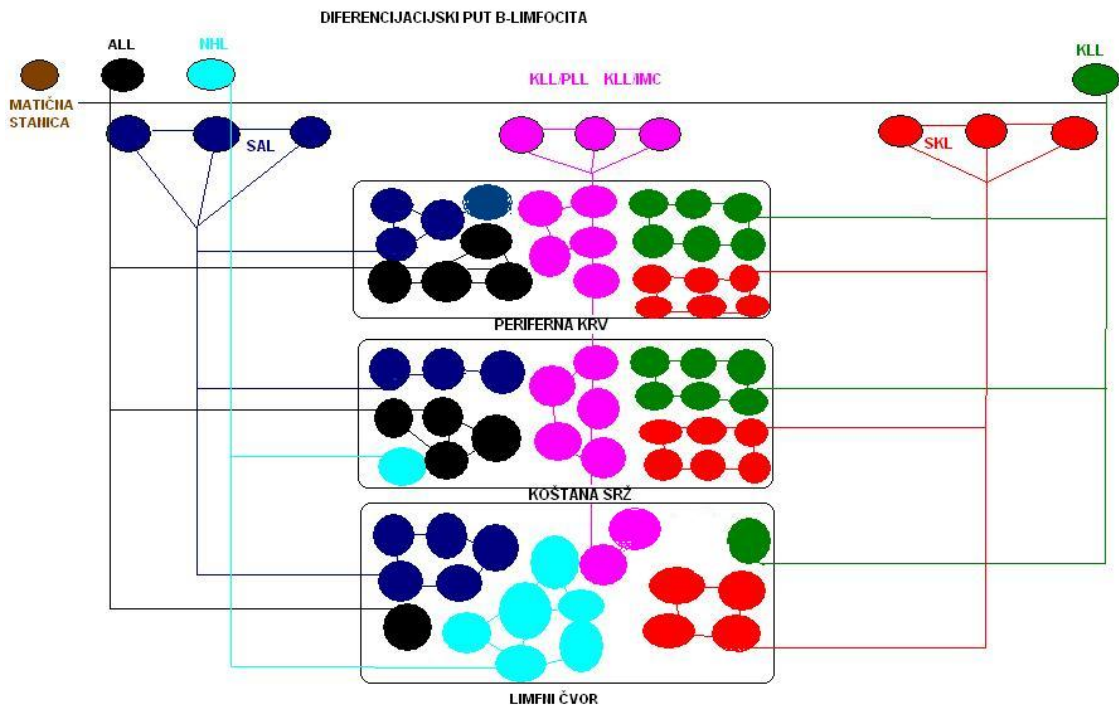 DIFERENCIJACIJSKI PUT B-LIMFOCITA
ALL
NHL
KLL/PLL KLL/IMC
KLL
MATIČNA
STANICA
SAL
SKL
PERIFERNA KRV
KOŠTANA SRŽ
LIMFNI ČVOR